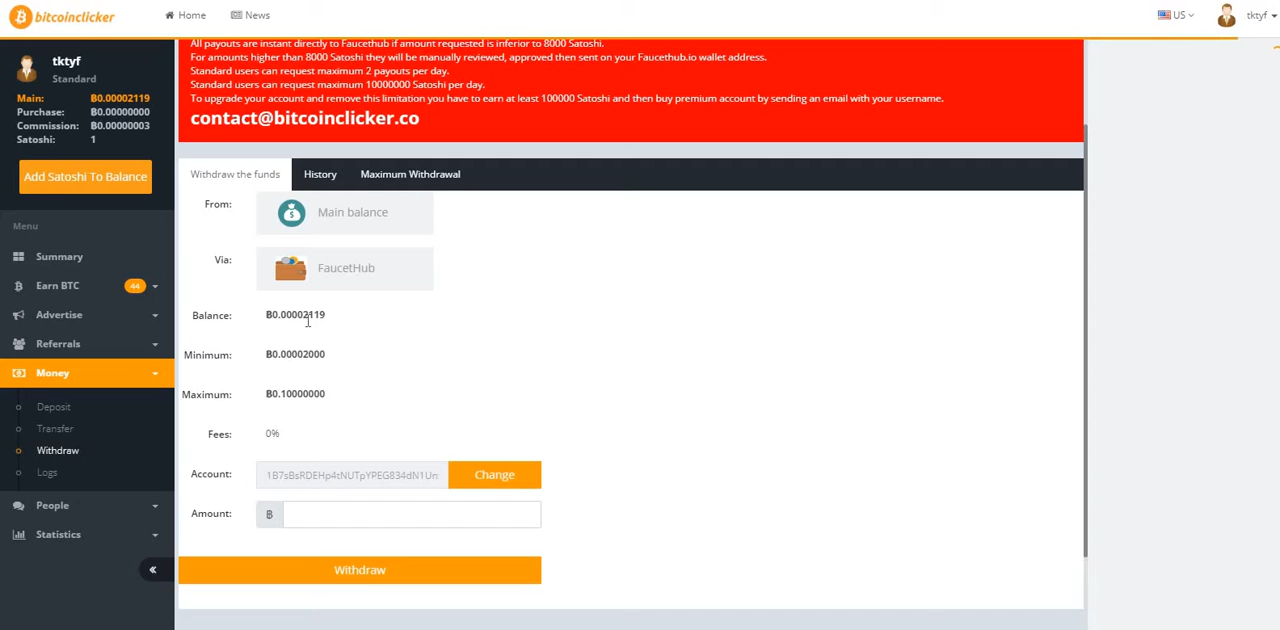 bitcoinclicker
Home
News
US
tktyf
tktyf
Standard
Main: ฿0.00002119
Purchase: ฿0.00000000
Commission: ฿0.00000003
Satoshi: 1
Add Satoshi To Balance
Menu
Summary
Earn BTC 44
Advertise
Referrals
Money
Deposit
Transfer
Withdraw
Logs
People
Statistics
All payouts are instant directly to Faucethub if amount requested is inferior to 8000 Satoshi.
For amounts higher than 8000 Satoshi they will be manually reviewed, approved then sent on your Faucethub.io wallet address.
Standard users can request maximum 2 payouts per day.
Standard users can request maximum 10000000 Satoshi per day.
To upgrade your account and remove this limitation you have to earn at least 100000 Satoshi and then buy premium account by sending an email with your username.
contact@bitcoinclicker.co
Withdraw the funds History Maximum Withdrawal
From: Main balance
Via: FaucetHub
Balance: ฿0.00002119
Minimum: ฿0.00002000
Maximum: ฿0.10000000
Fees: 0%
Account: 1B7sBsRDEHp4tNUTpYPEG834dN1Un Change
Amount: ฿
Withdraw